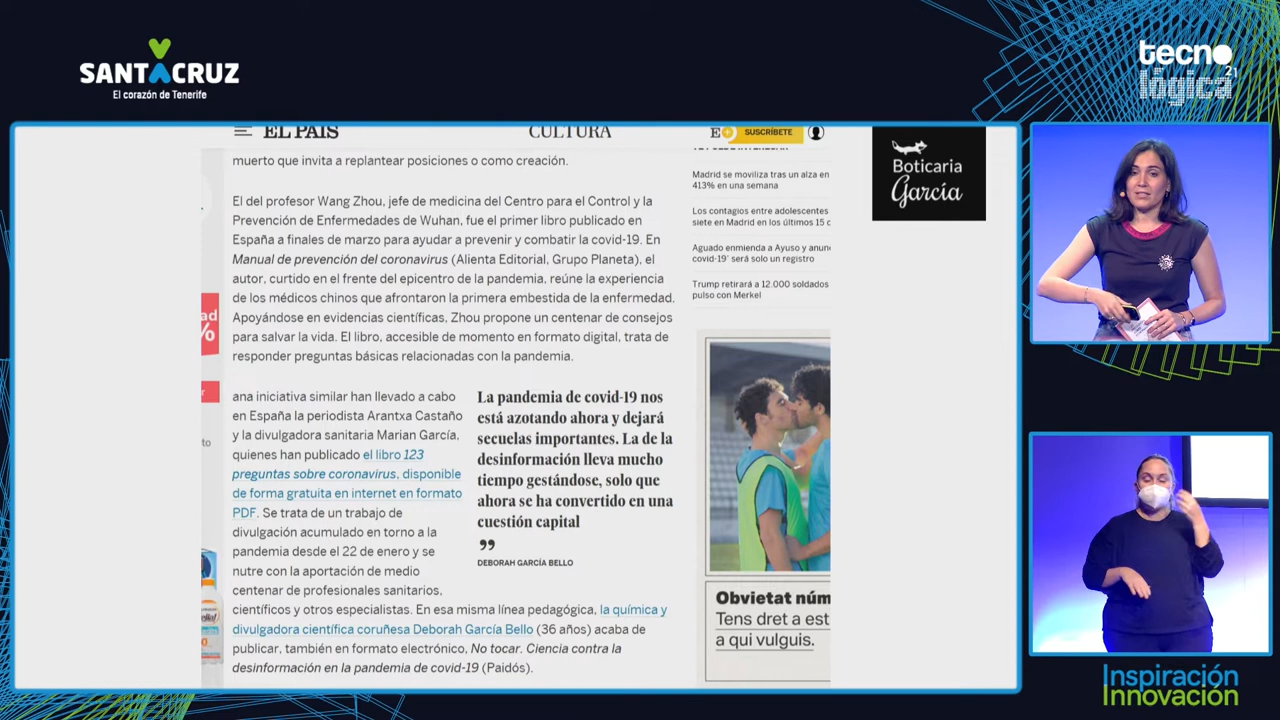 SANTACRUZ
El corazón de Tenerife
tecno
lógica
21
EL PAÍS
CULTURA
E+
SUSCRÍBETE
muerto que invita a replantear posiciones o como creación.
El del profesor Wang Zhou, jefe de medicina del Centro para el Control y la
Prevención de Enfermedades de Wuhan, fue el primer libro publicado en
España a finales de marzo para ayudar a prevenir y combatir la covid-19. En
Manual de prevención del coronavirus (Alienta Editorial, Grupo Planeta), el
autor, curtido en el frente del epicentro de la pandemia, reúne la experiencia
de los médicos chinos que afrontaron la primera embestida de la enfermedad.
Apoyándose en evidencias científicas, Zhou propone un centenar de consejos
para salvar la vida. El libro, accesible de momento en formato digital, trata de
responder preguntas básicas relacionadas con la pandemia.
ana iniciativa similar han llevado a cabo
en España la periodista Arantxa Castaño
y la divulgadora sanitaria Marian García,
quienes han publicado el libro 123
preguntas sobre coronavirus, disponible
de forma gratuita en internet en formato
PDF. Se trata de un trabajo de
divulgación acumulado en torno a la
pandemia desde el 22 de enero y se
nutre con la aportación de medio
centenar de profesionales sanitarios,
científicos y otros especialistas. En esa misma línea pedagógica, la química y
divulgadora científica coruñesa Deborah García Bello (36 años) acaba de
publicar, también en formato electrónico, No tocar. Ciencia contra la
desinformación en la pandemia de covid-19 (Paidós).
La pandemia de covid-19 nos
está azotando ahora y dejará
secuelas importantes. La de la
desinformación lleva mucho
tiempo gestándose, solo que
ahora se ha convertido en una
cuestión capital
”
DEBORAH GARCÍA BELLO
Madrid se moviliza tras un alza en
413% en una semana
Los contagios entre adolescentes
siete en Madrid en los últimos 15 d
Aguado enmienda a Ayuso y anun
covid-19’ será solo un registro
Trump retirará a 12.000 soldados
pulso con Merkel
ad
%
r
to
Obvietat núm
Tens dret a est
a qui vulguis.
Boticaria
García
Inspiración
Innovación